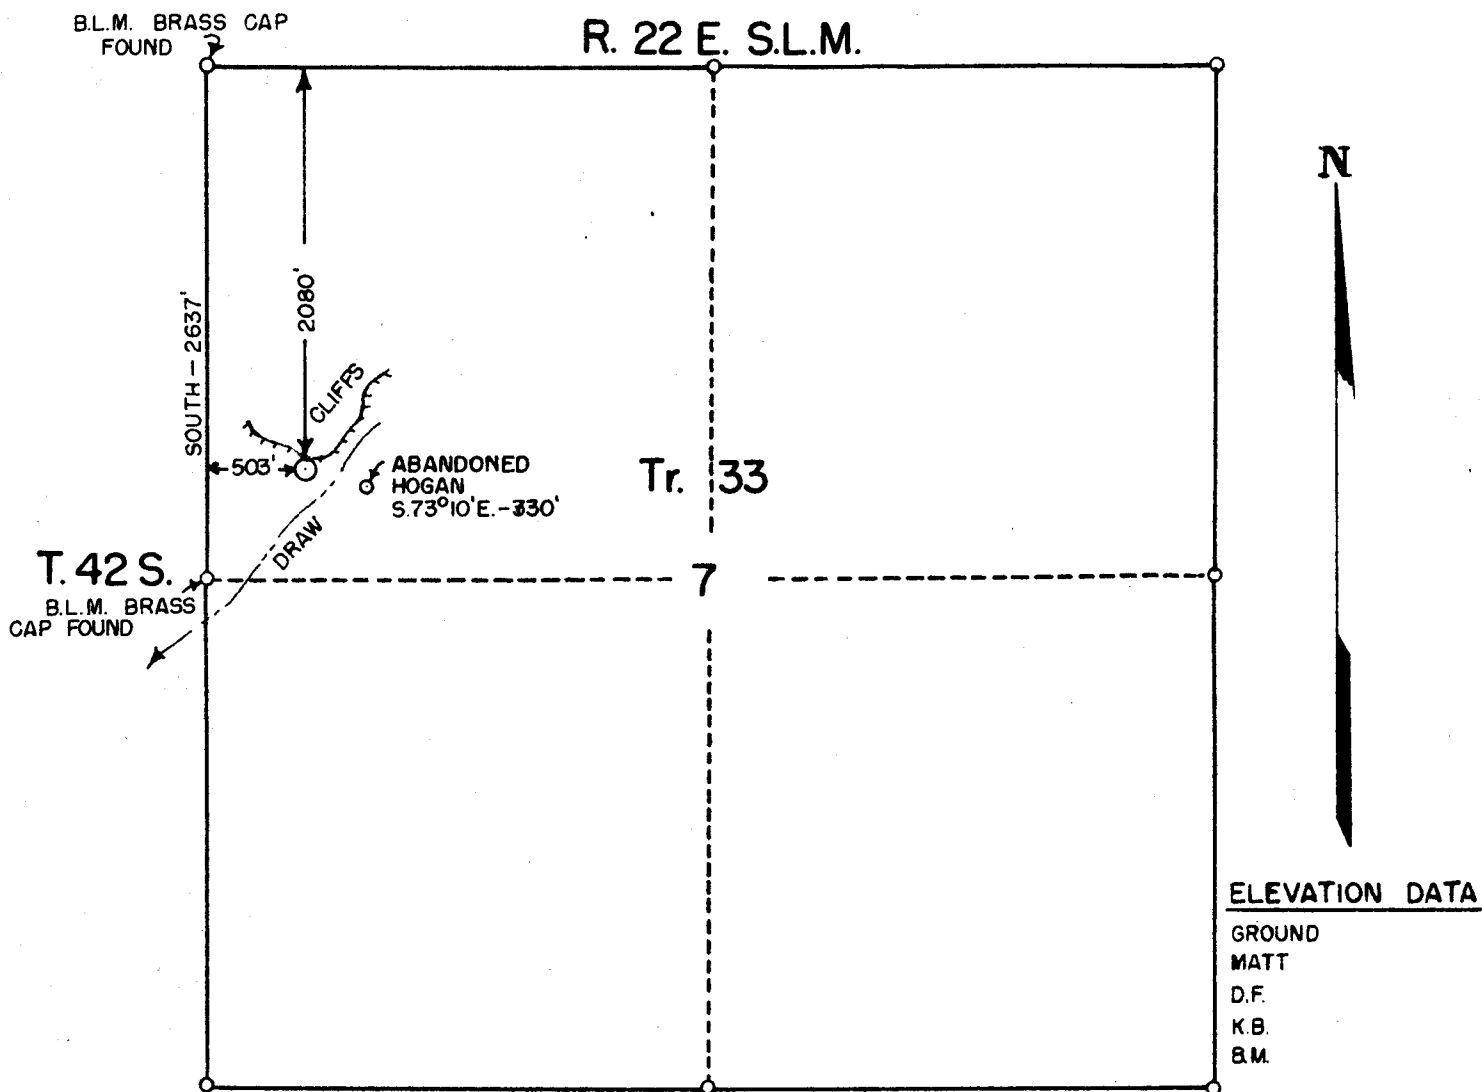 B.L.M. BRASS CAP
FOUND
R. 22 E. S.L.M.
N
2080'
SOUTH – 2637'
CLIFFS
503'
ABANDONED
HOGAN
S.73°10'E.-330'
Tr. 33
DRAW
T. 42 S.
7
B.L.M. BRASS
CAP FOUND
ELEVATION DATA
GROUND
MATT
D.F.
K.B.
B.M.